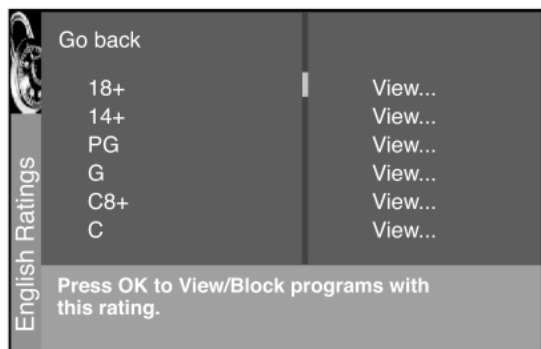 Go back
18+ View...
14+ View...
PG View...
G View...
C8+ View...
C View...
English Ratings
Press OK to View/Block programs with
this rating.